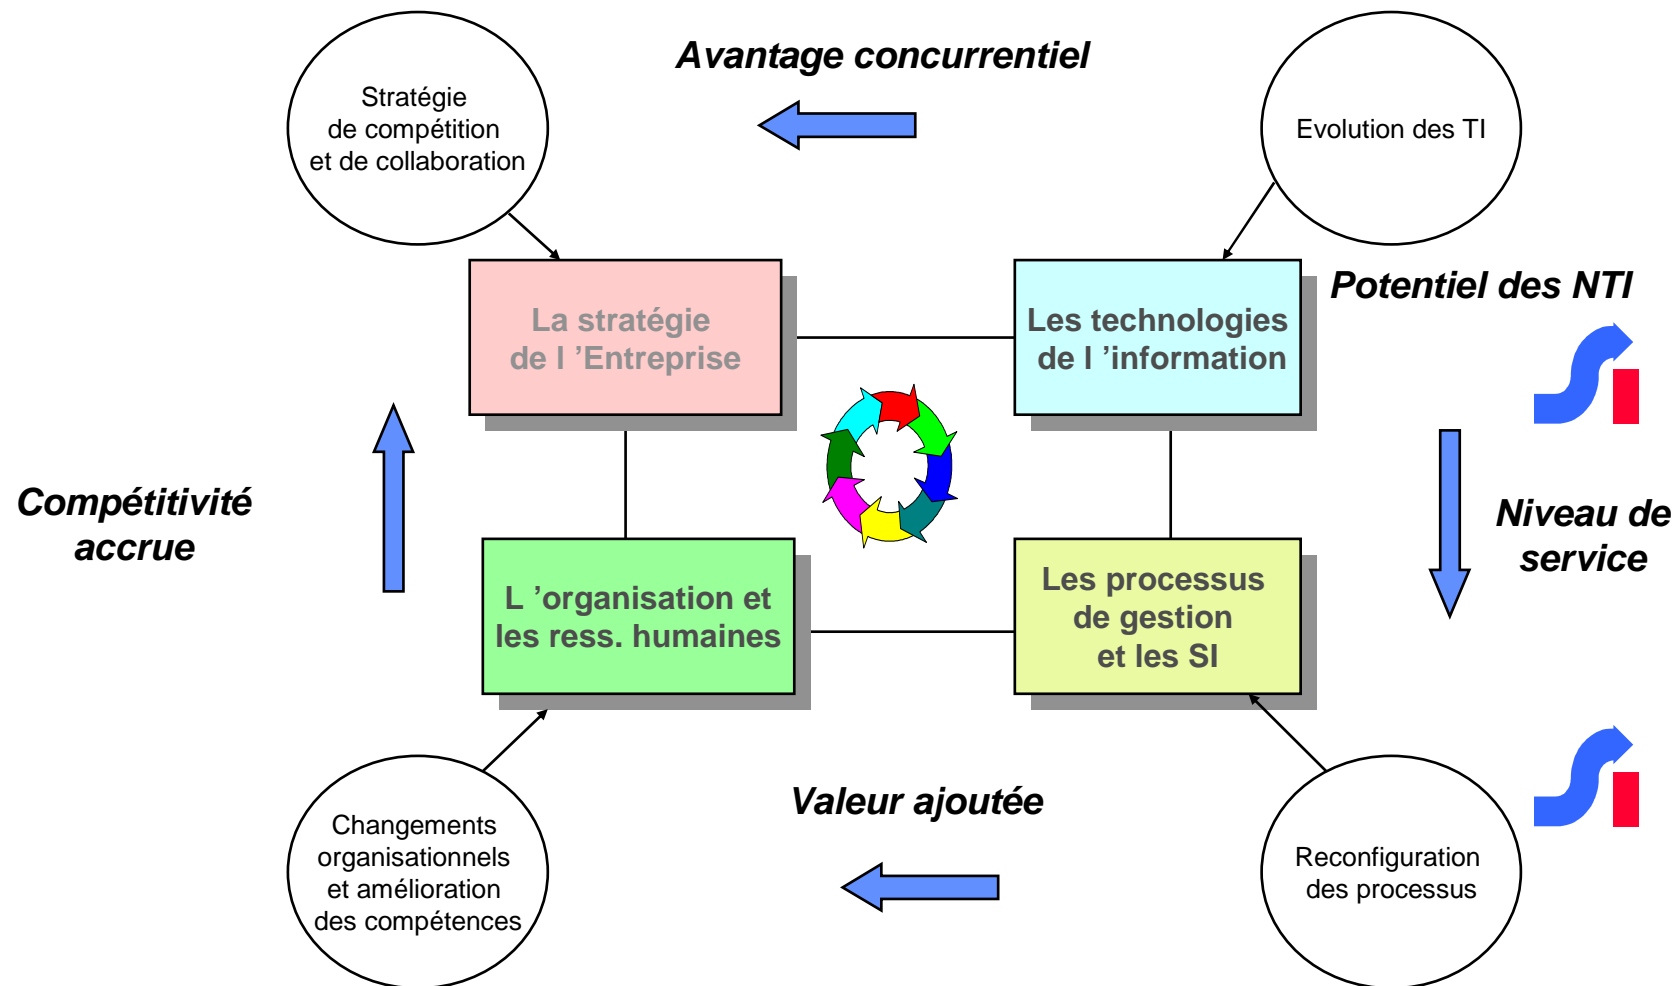 Avantage concurrentiel
Stratégie
de compétition
et de collaboration
Evolution des TI
La stratégie
de l ’Entreprise
Les technologies
de l ’information
Potentiel des NTI
Compétitivité
accrue
Niveau de
service
L ’organisation et
les ress. humaines
Les processus
de gestion
et les SI
Valeur ajoutée
Changements
organisationnels
et amélioration
des compétences
Reconfiguration
des processus